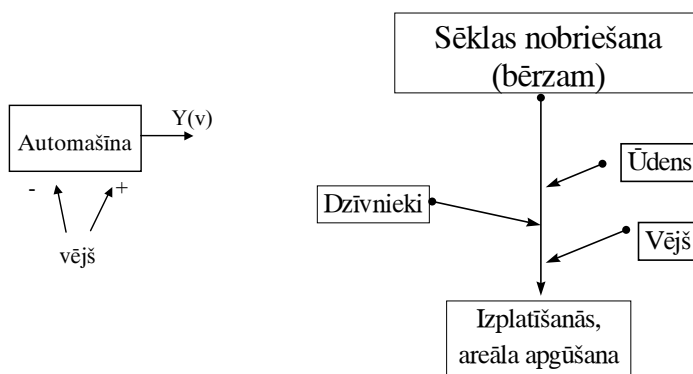 Y(v)
Automašīna
- +
vējš
Sēklas nobriešana
(bērzam)
Ūdens
Dzīvnieki
Vējš
Izplatīšanās,
areāla apgūšana